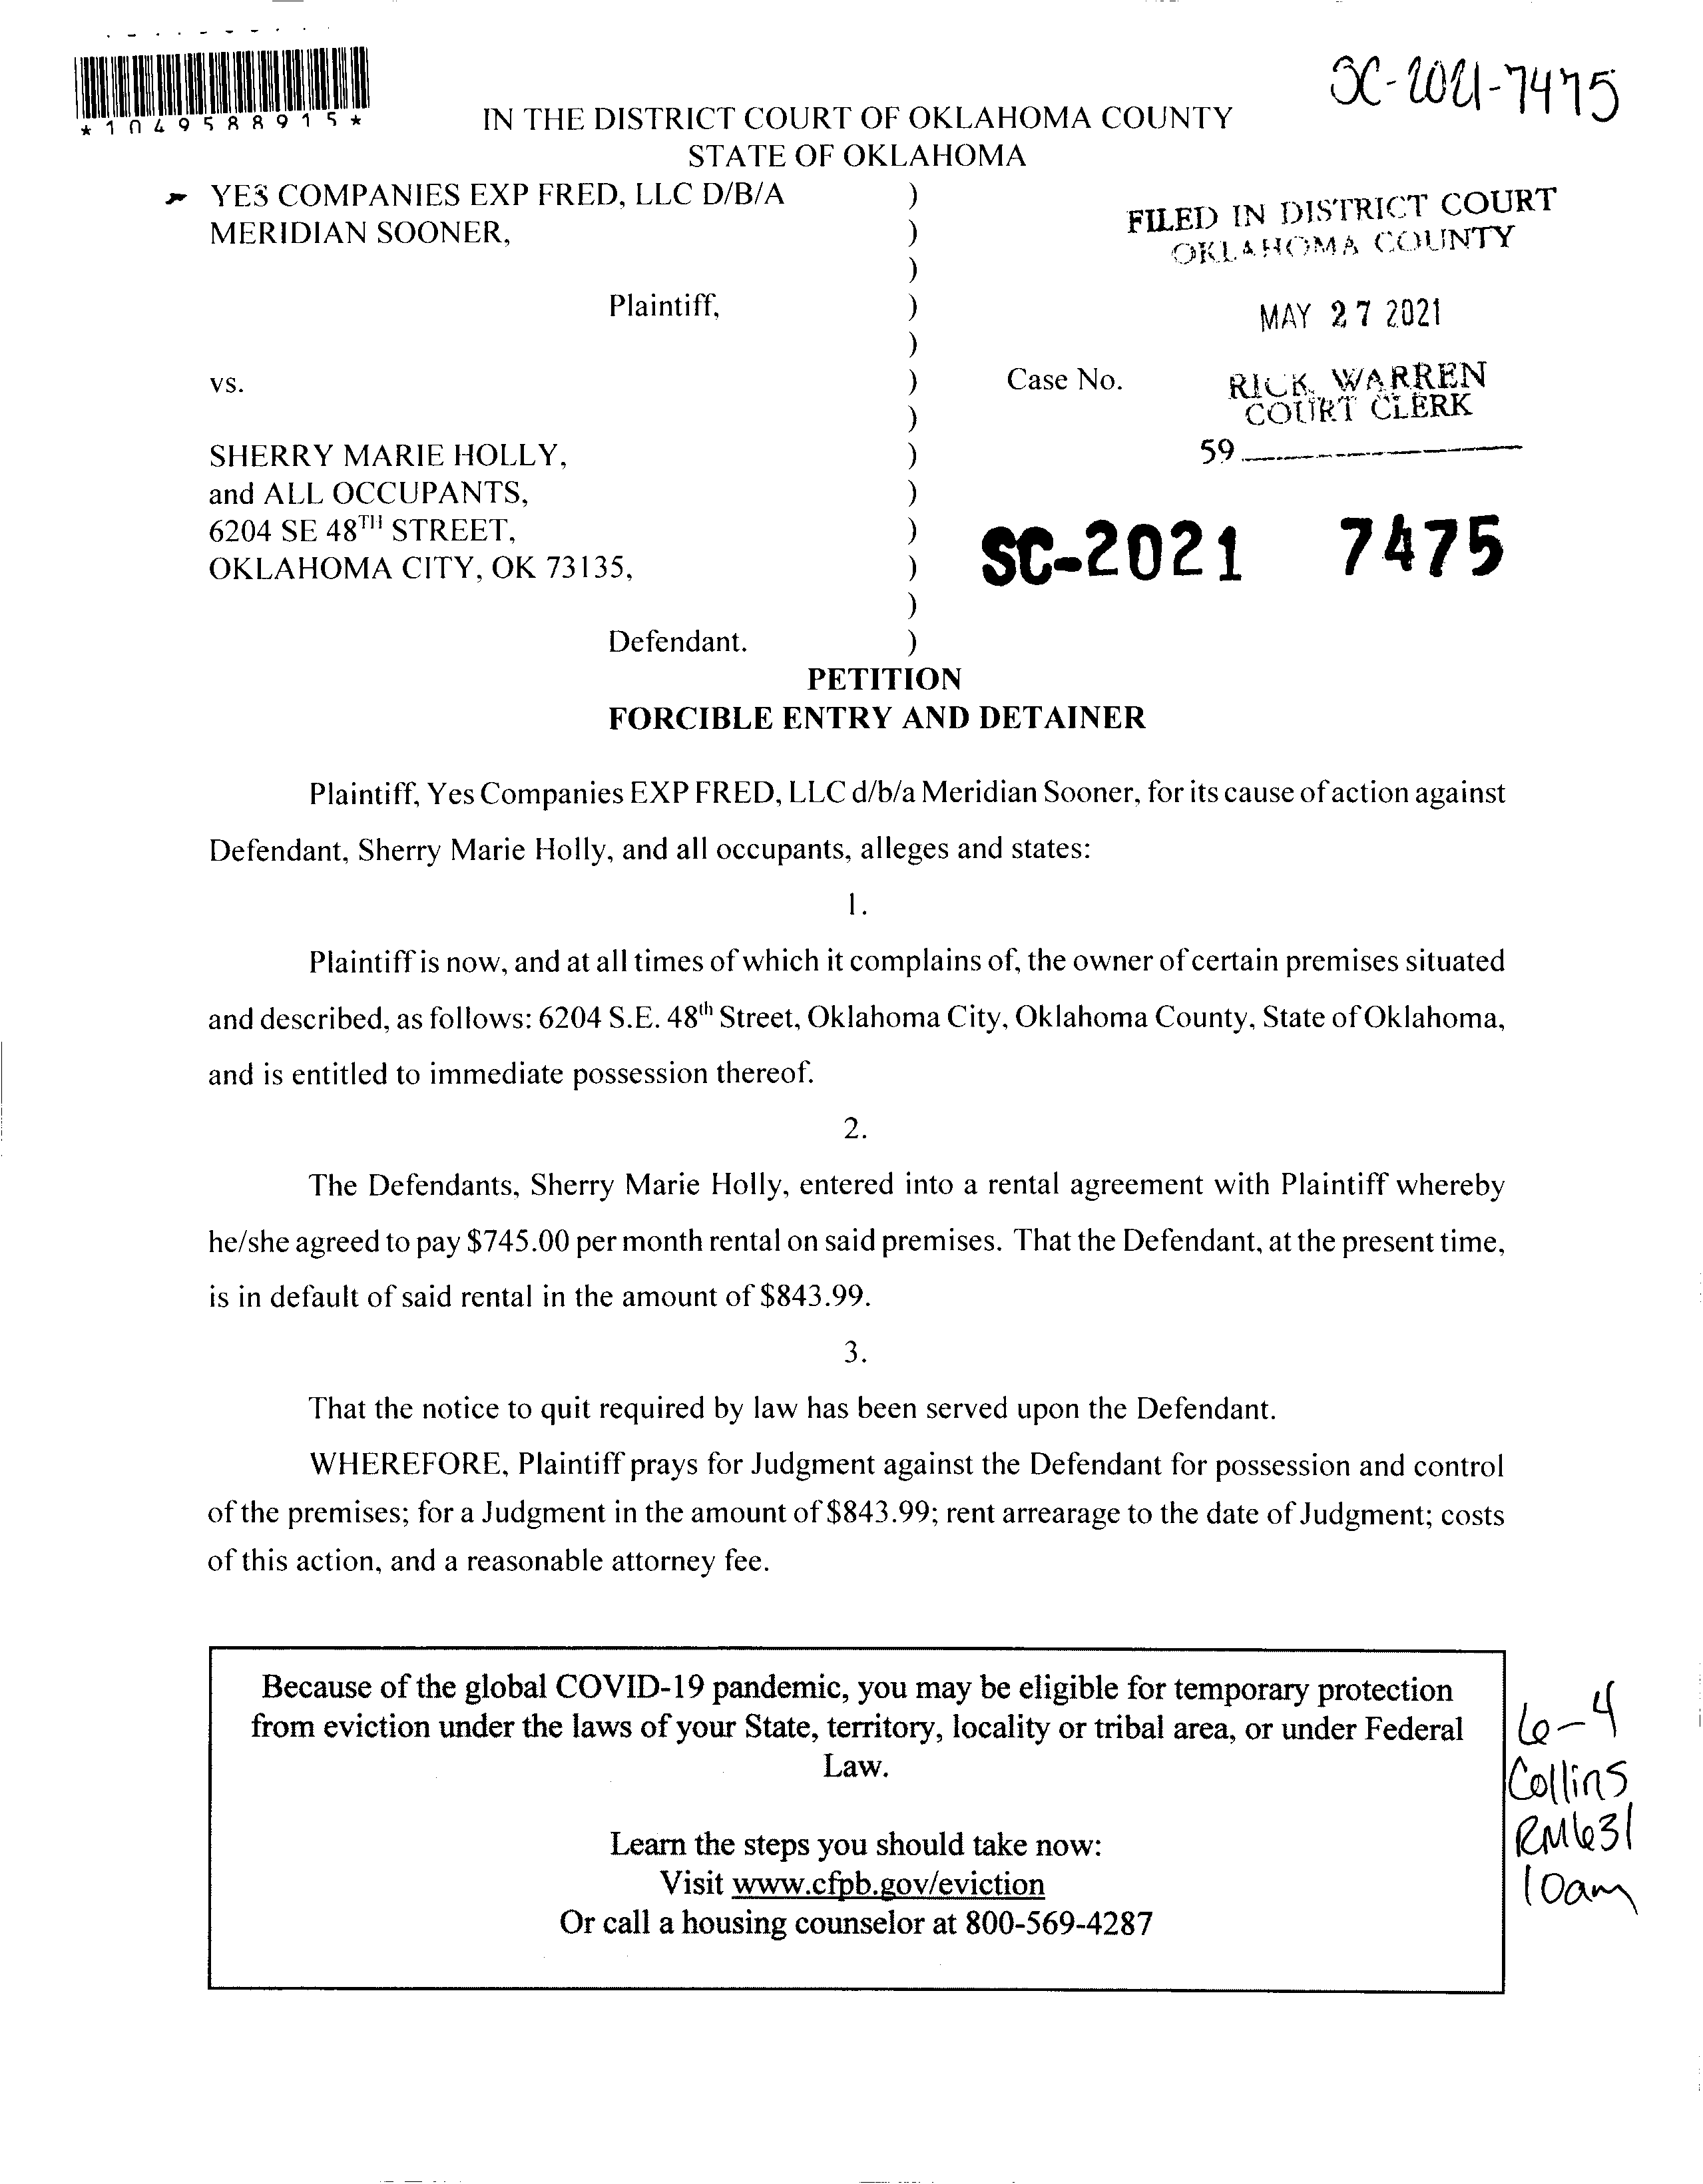 SC-2021-7475
*1049588915*
IN THE DISTRICT COURT OF OKLAHOMA COUNTY
STATE OF OKLAHOMA
YES COMPANIES EXP FRED, LLC D/B/A )
MERIDIAN SOONER, )
)
Plaintiff, )
)
vs. )
)
SHERRY MARIE HOLLY, )
and ALL OCCUPANTS, )
6204 SE 48TH STREET, )
OKLAHOMA CITY, OK 73135, )
)
Defendant. )
FILED IN DISTRICT COURT
OKLAHOMA COUNTY
MAY 27 2021
Case No.
RICK WARREN
COURT CLERK
59
SC-2021 7475
PETITION
FORCIBLE ENTRY AND DETAINER
Plaintiff, Yes Companies EXP FRED, LLC d/b/a Meridian Sooner, for its cause of action against
Defendant, Sherry Marie Holly, and all occupants, alleges and states:
1.
Plaintiff is now, and at all times of which it complains of, the owner of certain premises situated
and described, as follows: 6204 S.E. 48th Street, Oklahoma City, Oklahoma County, State of Oklahoma,
and is entitled to immediate possession thereof.
2.
The Defendants, Sherry Marie Holly, entered into a rental agreement with Plaintiff whereby
he/she agreed to pay $745.00 per month rental on said premises. That the Defendant, at the present time,
is in default of said rental in the amount of $843.99.
3.
That the notice to quit required by law has been served upon the Defendant.
WHEREFORE, Plaintiff prays for Judgment against the Defendant for possession and control
of the premises; for a Judgment in the amount of $843.99; rent arrearage to the date of Judgment; costs
of this action, and a reasonable attorney fee.
Because of the global COVID-19 pandemic, you may be eligible for temporary protection
from eviction under the laws of your State, territory, locality or tribal area, or under Federal
Law.
Learn the steps you should take now:
Visit www.cfpb.gov/eviction
Or call a housing counselor at 800-569-4287
6-4
Collins
RM631
10am